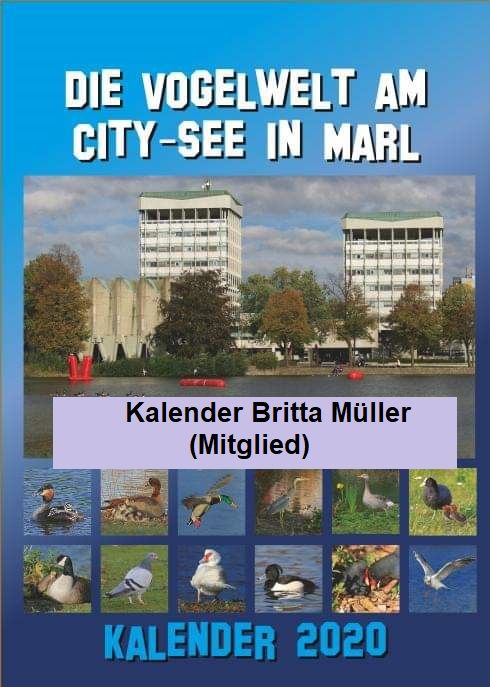 DIE VOGELWELT AM
CITY-SEE IN MARL
Kalender Britta Müller
(Mitglied)
KALENDER 2020